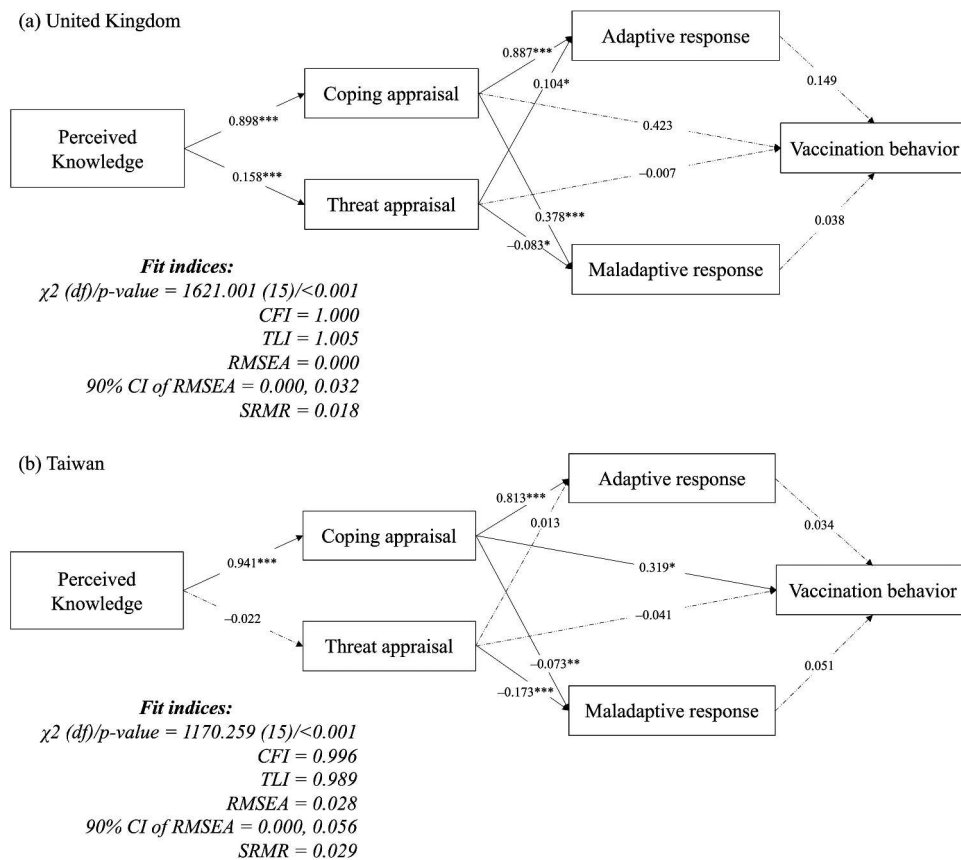 (a) United Kingdom
Adaptive response
0.887***
0.104*
0.149
Coping appraisal
0.898***
0.423
Perceived
Knowledge
Vaccination behavior
0.158***
–0.007
Threat appraisal
0.378***
–0.083*
0.038
Maladaptive response
Fit indices:
χ2 (df)/p-value = 1621.001 (15)/<0.001
CFI = 1.000
TLI = 1.005
RMSEA = 0.000
90% CI of RMSEA = 0.000, 0.032
SRMR = 0.018
(b) Taiwan
Adaptive response
0.813***
0.013
0.034
Coping appraisal
0.941***
0.319*
Perceived
Knowledge
Vaccination behavior
–0.022
–0.041
Threat appraisal
–0.073**
–0.173***
0.051
Maladaptive response
Fit indices:
χ2 (df)/p-value = 1170.259 (15)/<0.001
CFI = 0.996
TLI = 0.989
RMSEA = 0.028
90% CI of RMSEA = 0.000, 0.056
SRMR = 0.029